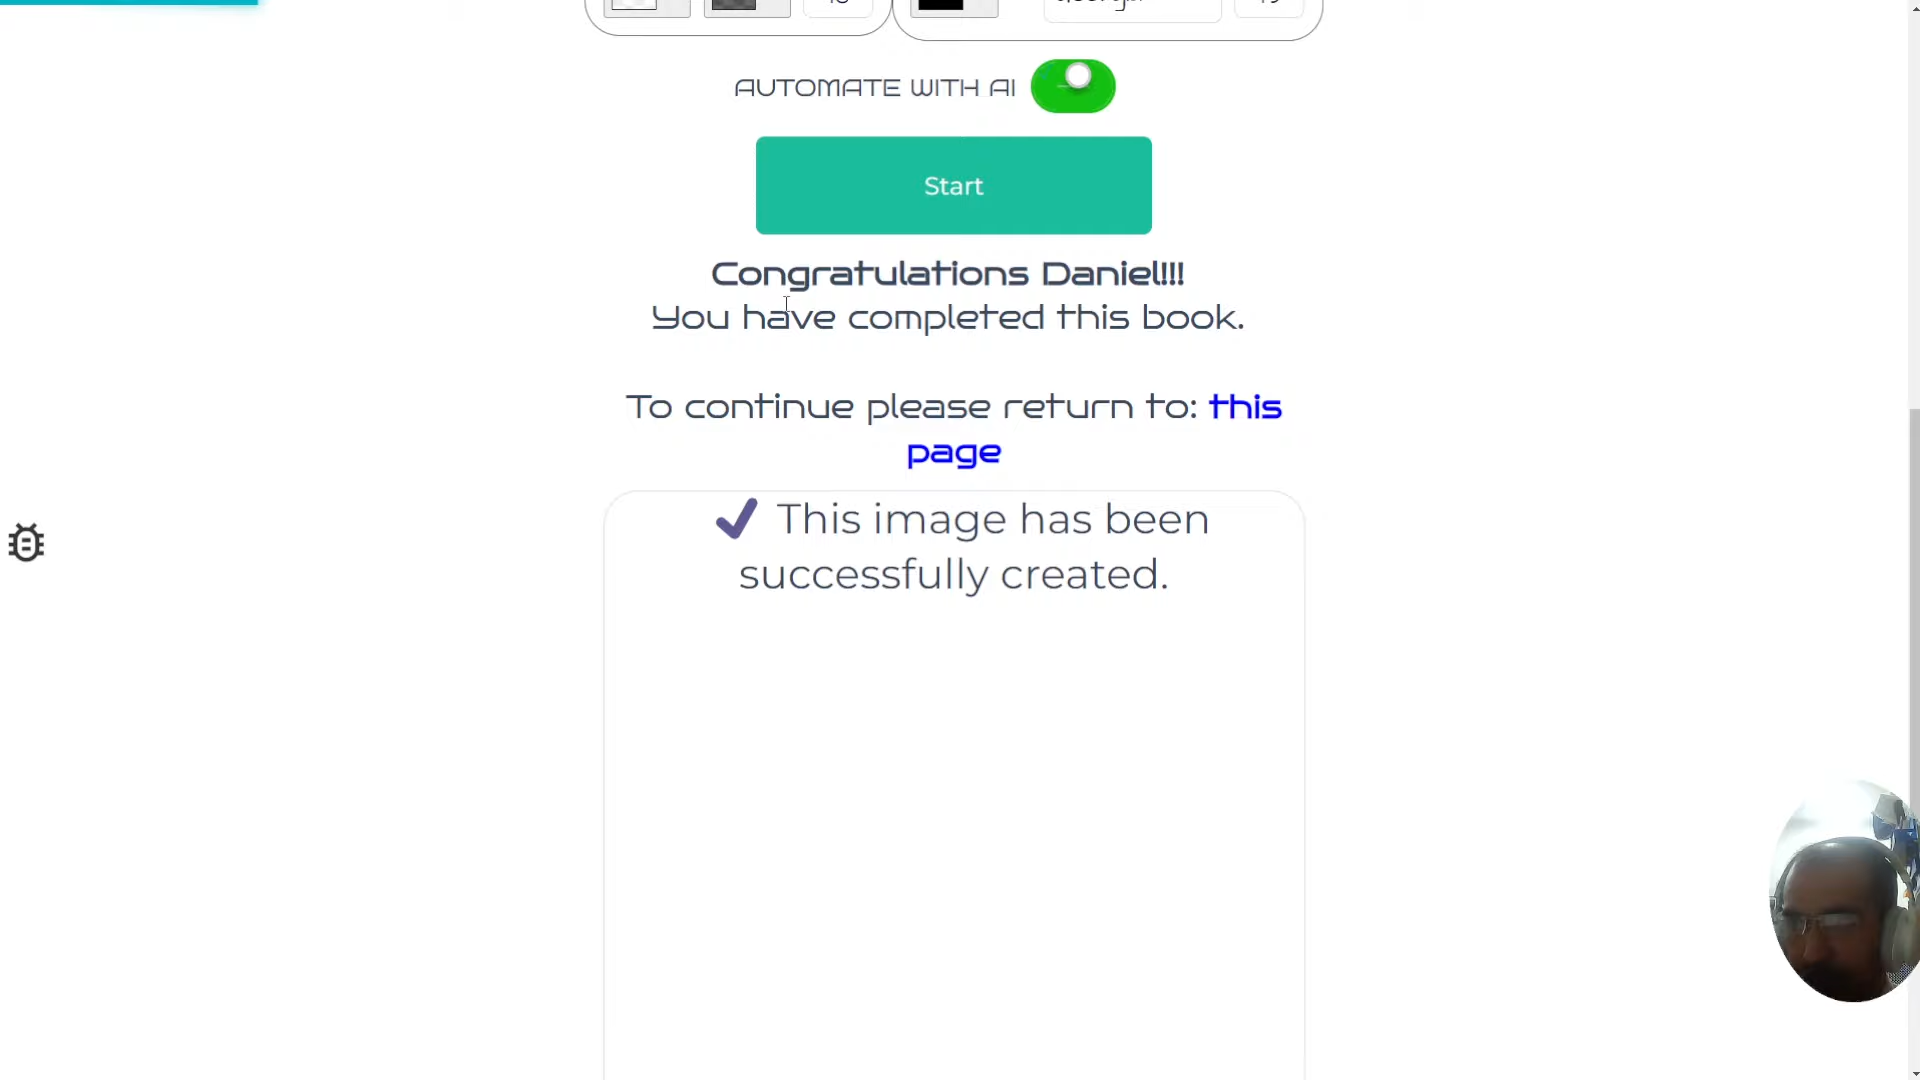 AUTOMATE WITH AI
Start
Congratulations Daniel!!!
You have completed this book.
To continue please return to: this
page
✔ This image has been
successfully created.